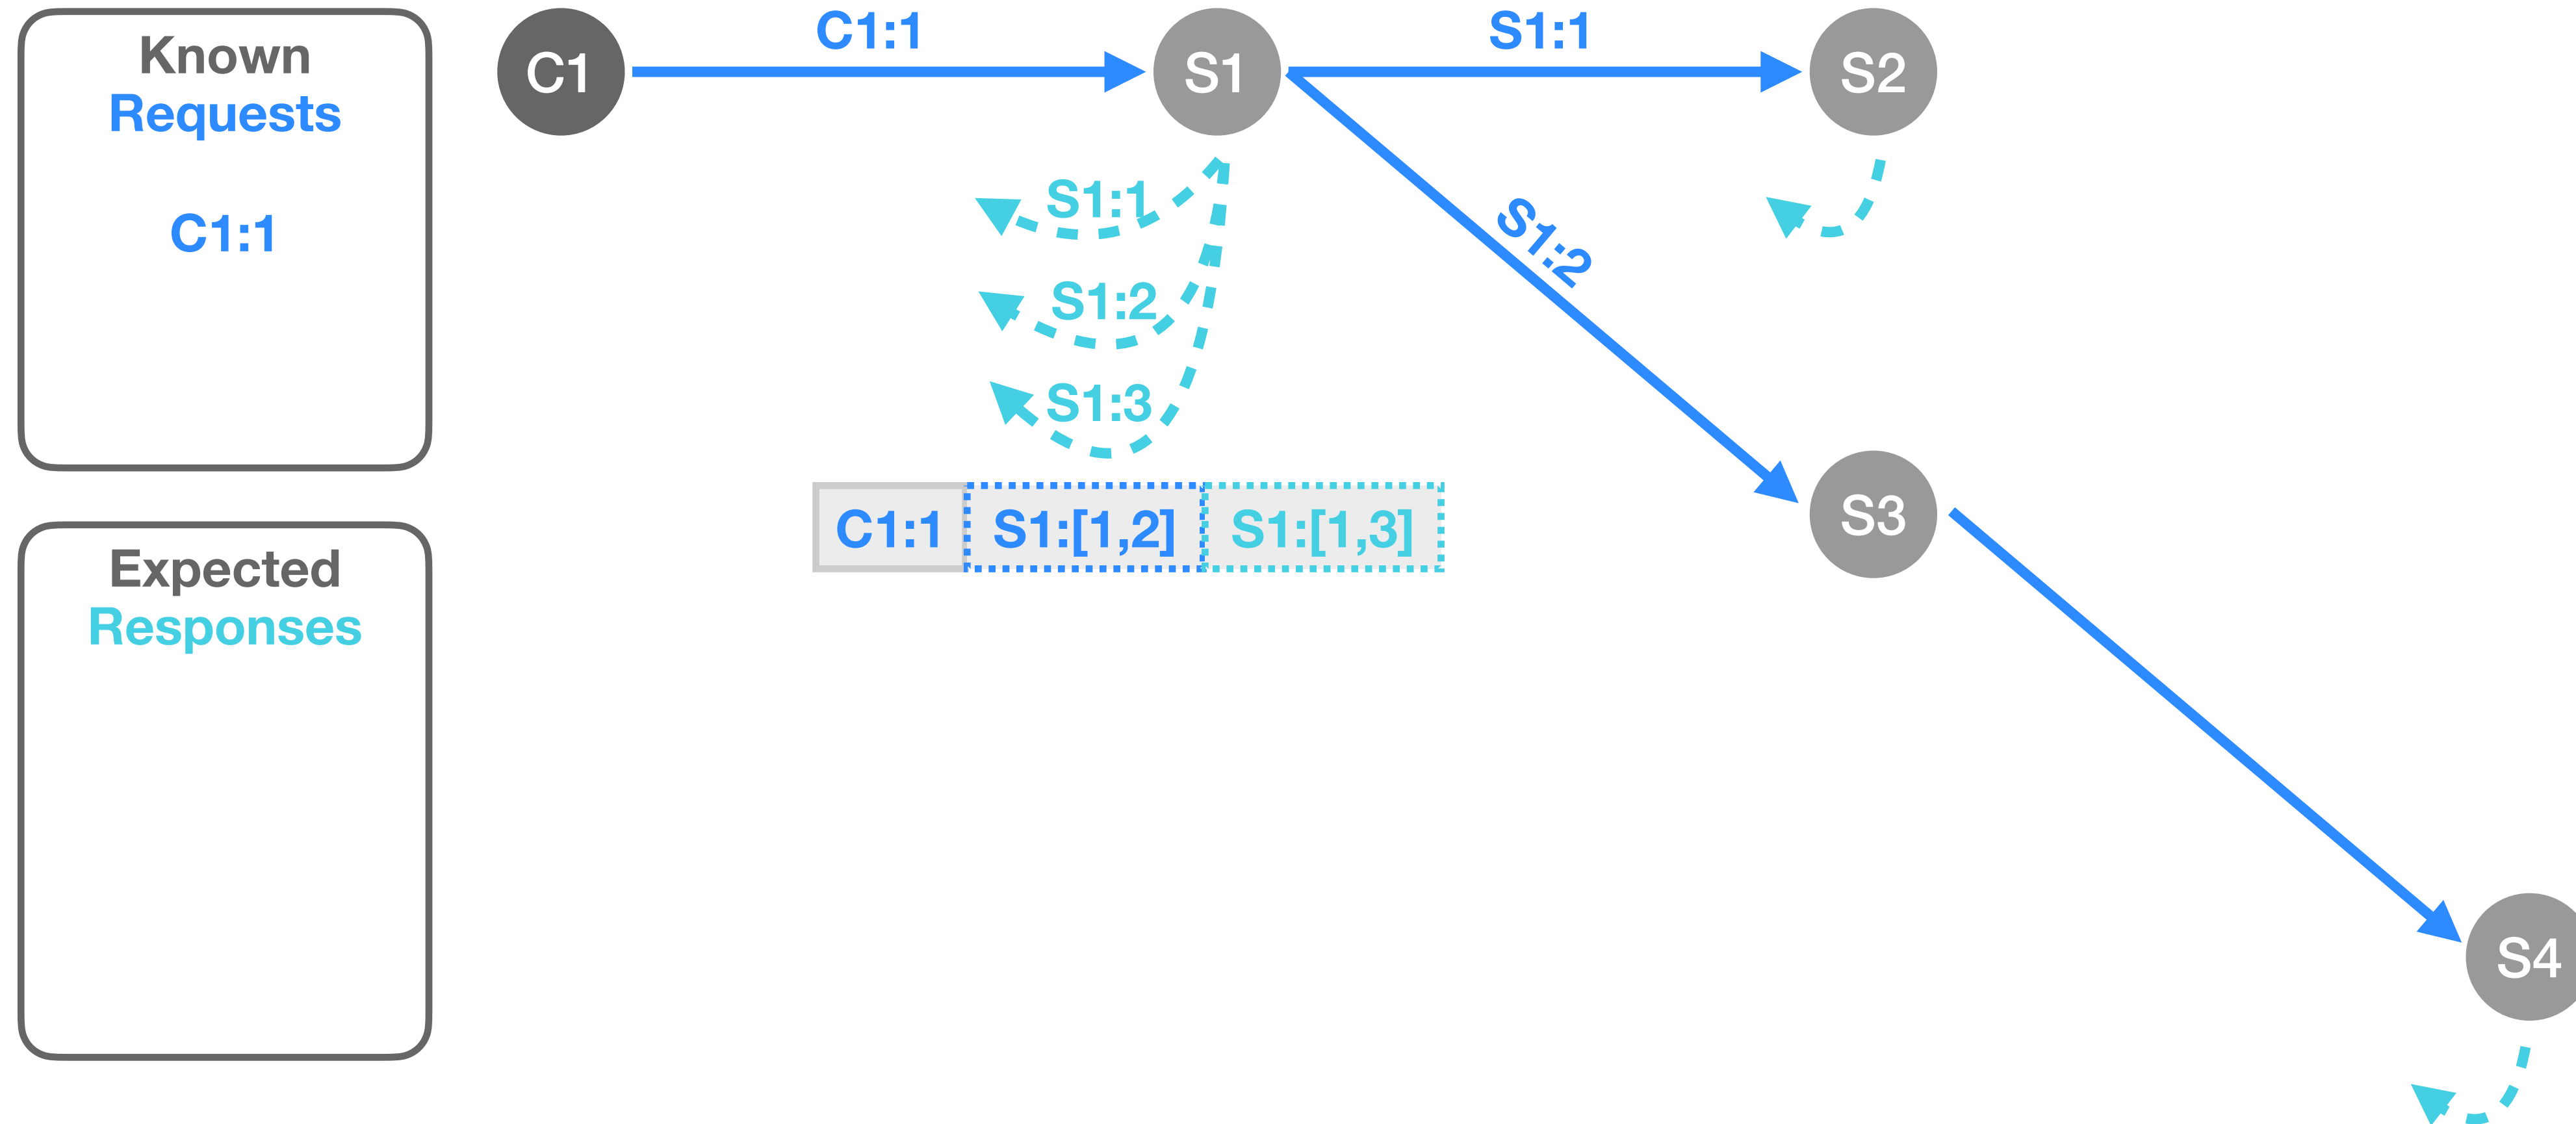 Known
Requests
C1:1
Expected
Responses
C1
C1:1
S1
S1:1
S2
S1:1
S1:2
S1:3
S1:2
C1:1 S1:[1,2] S1:[1,3]
S3
S4